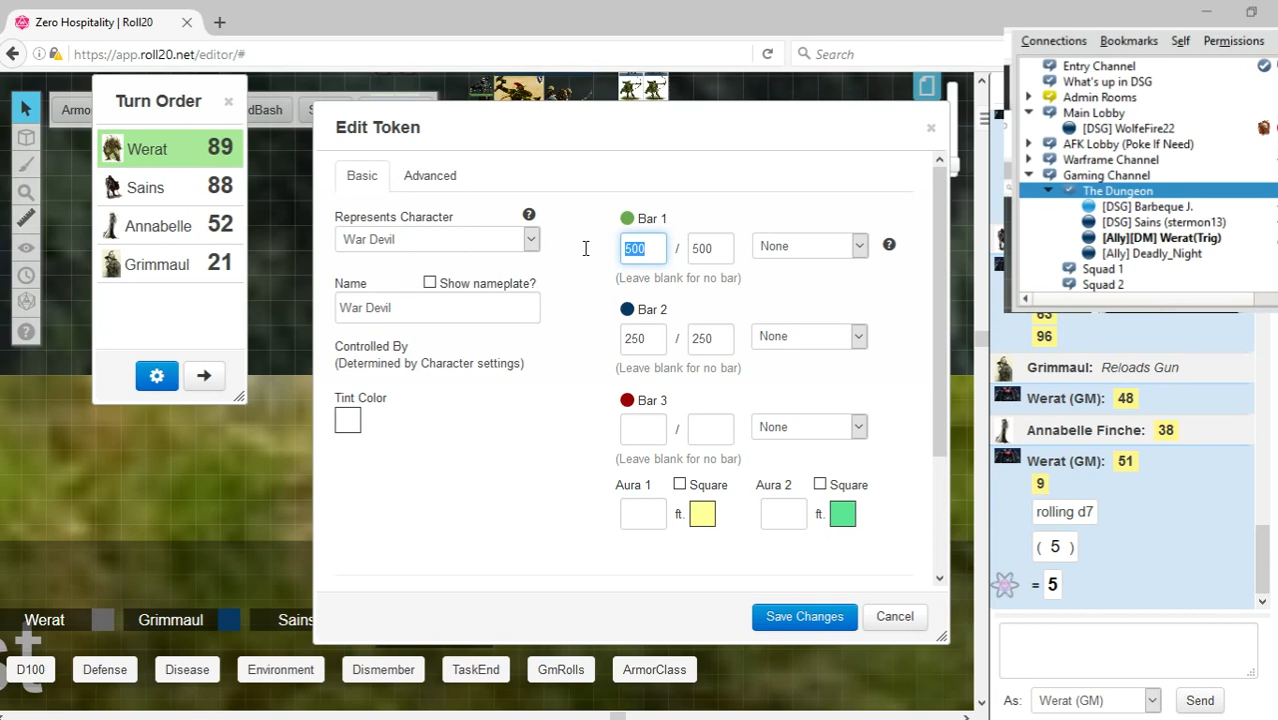 Zero Hospitality | Roll20
https://app.roll20.net/editor/#
Search
Connections Bookmarks Self Permissions
Entry Channel
What's up in DSG
Admin Rooms
Main Lobby
[DSG] WolfeFire22
AFK Lobby (Poke If Need)
Warframe Channel
Gaming Channel
The Dungeon
[DSG] Barbeque J.
[DSG] Sains (stermon13)
[Ally][DM] Werat(Trig)
[Ally] Deadly_Night
Squad 1
Squad 2
Turn Order
Werat 89
Sains 88
Annabelle 52
Grimmaul 21
Edit Token
Basic Advanced
Represents Character
War Devil
Name Show nameplate?
War Devil
Controlled By
(Determined by Character settings)
Tint Color
Bar 1
500 / 500 None
(Leave blank for no bar)
Bar 2
250 / 250 None
(Leave blank for no bar)
Bar 3
/ None
(Leave blank for no bar)
Aura 1 Square Aura 2 Square
ft. ft.
Save Changes Cancel
96
Grimmaul: Reloads Gun
Werat (GM): 48
Annabelle Finche: 38
Werat (GM): 51
9
rolling d7
( 5 )
= 5
As: Werat (GM) Send
Werat Grimmaul Sains
D100 Defense Disease Environment Dismember TaskEnd GmRolls ArmorClass